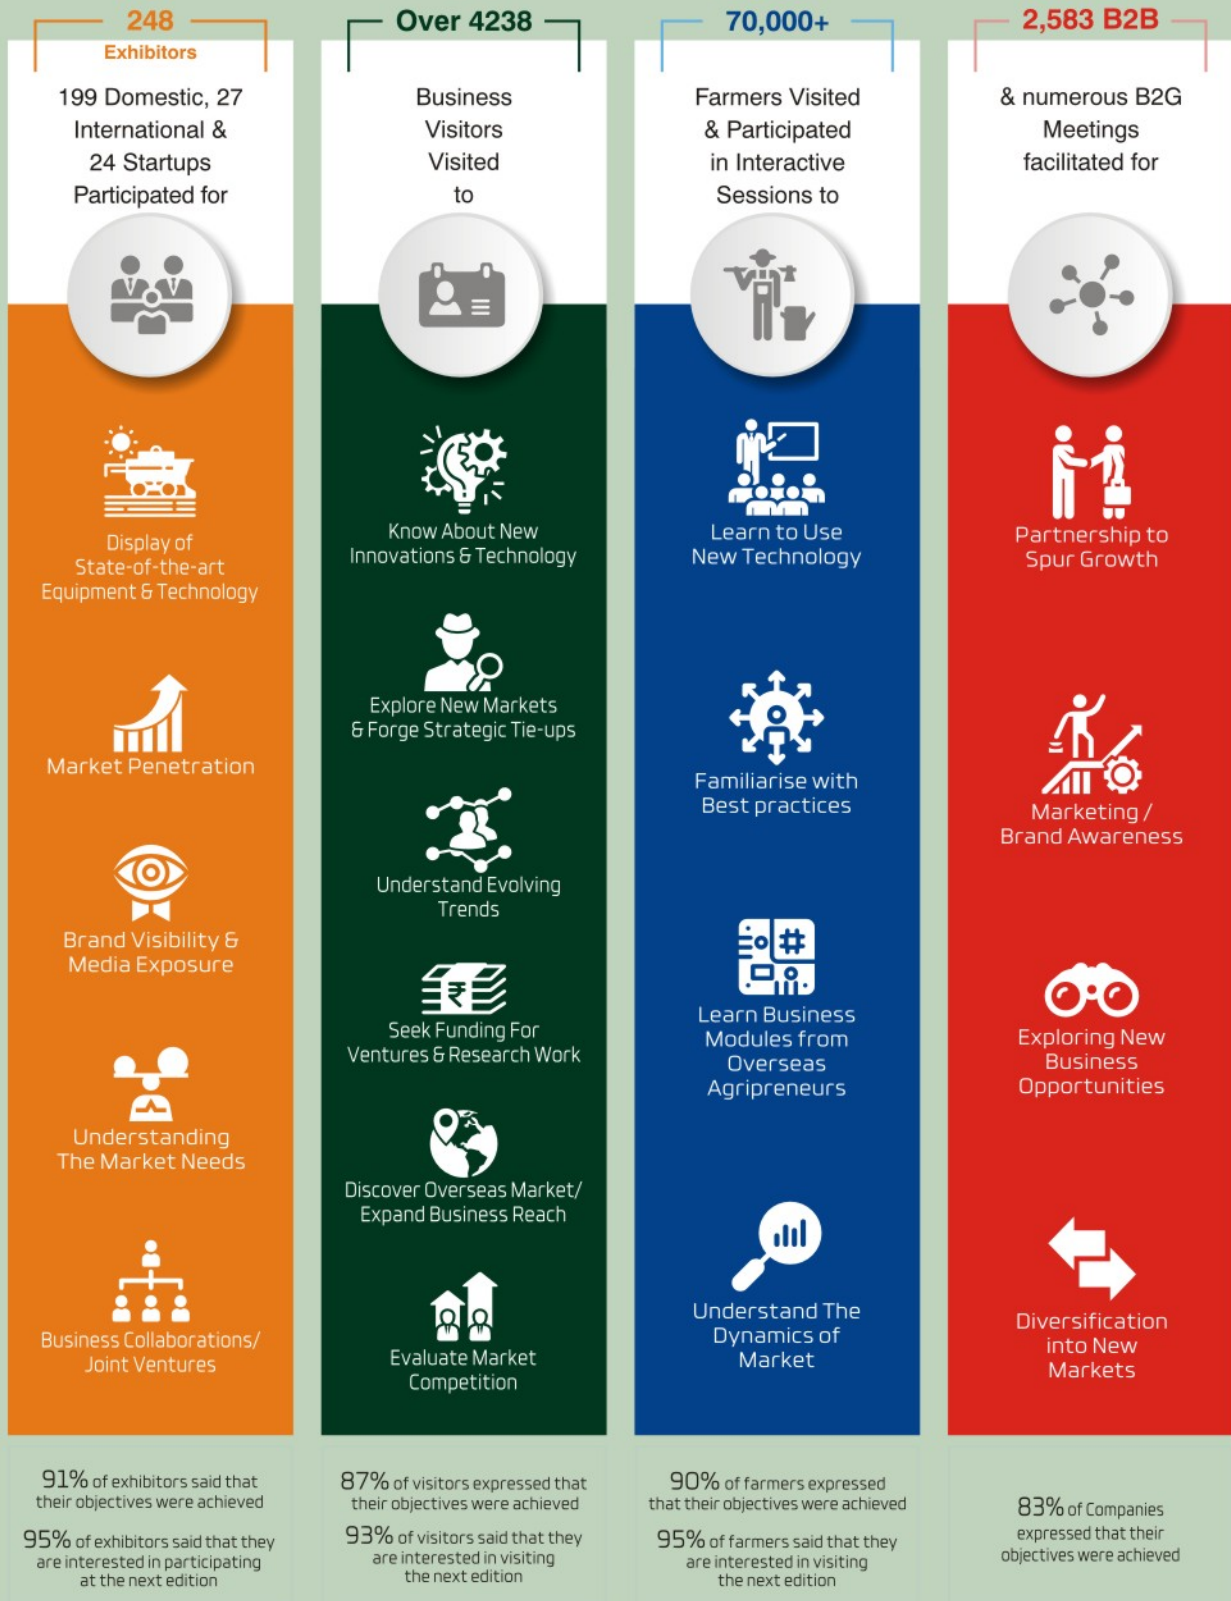 248
Exhibitors
199 Domestic, 27
International &
24 Startups
Participated for
Display of
State-of-the-art
Equipment & Technology
Market Penetration
Brand Visibility &
Media Exposure
Understanding
The Market Needs
Business Collaborations/
Joint Ventures
91% of exhibitors said that
their objectives were achieved
95% of exhibitors said that they
are interested in participating
at the next edition
Over 4238
Business
Visitors
Visited
to
Know About New
Innovations & Technology
Explore New Markets
& Forge Strategic Tie-ups
Understand Evolving
Trends
₹
Seek Funding For
Ventures & Research Work
Discover Overseas Market/
Expand Business Reach
Evaluate Market
Competition
87% of visitors expressed that
their objectives were achieved
93% of visitors said that they
are interested in visiting
the next edition
70,000+
Farmers Visited
& Participated
in Interactive
Sessions to
Learn to Use
New Technology
Familiarise with
Best practices
#
Learn Business
Modules from
Overseas
Agripreneurs
Understand The
Dynamics of
Market
90% of farmers expressed
that their objectives were achieved
95% of farmers said that they
are interested in visiting
the next edition
2,583 B2B
& numerous B2G
Meetings
facilitated for
Partnership to
Spur Growth
Marketing /
Brand Awareness
Exploring New
Business
Opportunities
Diversification
into New
Markets
83% of Companies
expressed that their
objectives were achieved